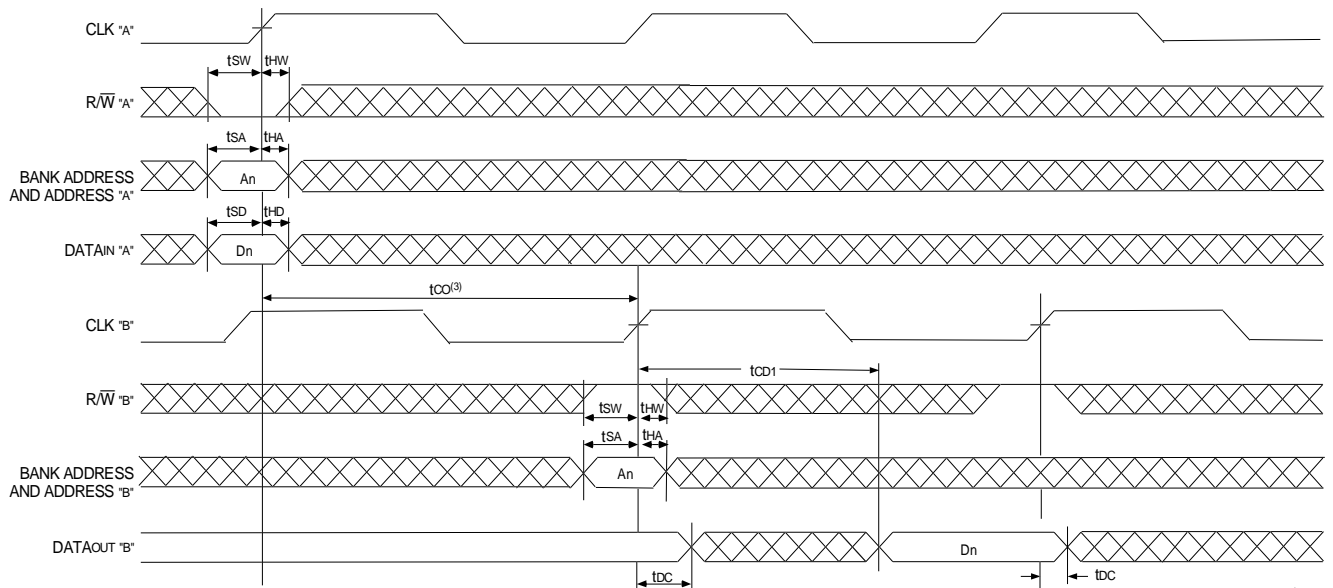 CLK "A"
tSW tHW
R/W̅ "A"
tSA tHA
BANK ADDRESS
AND ADDRESS "A"
An
tSD tHD
DATAIN "A"
Dn
tCO(3)
CLK "B"
tCD1
R/W̅ "B"
tSW tHW
tSA tHA
BANK ADDRESS
AND ADDRESS "B"
An
DATAOUT "B"
Dn
tDC tDC